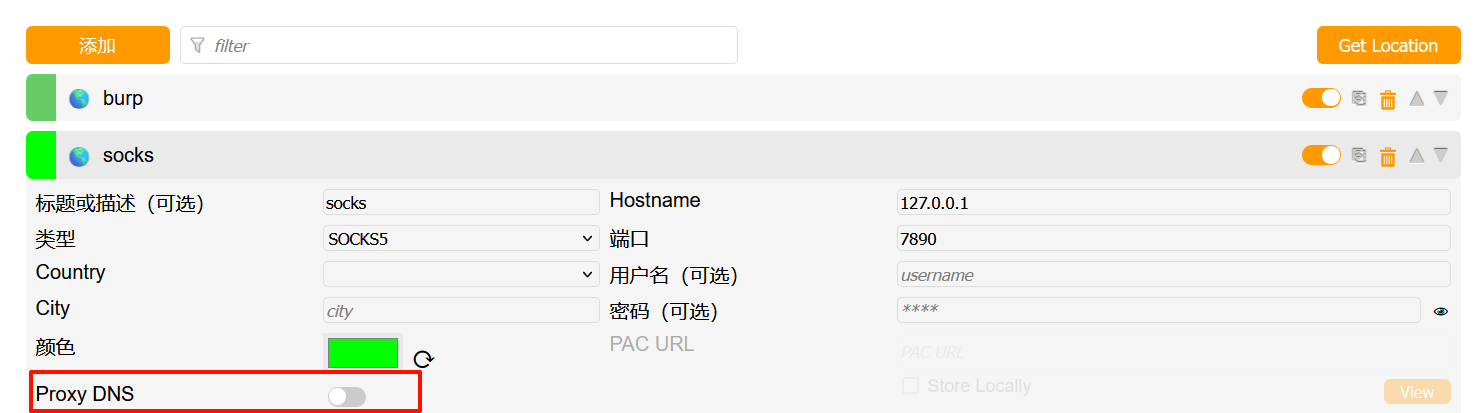 添加 filter Get Location
burp
socks
标题或描述（可选） socks Hostname 127.0.0.1
类型 SOCKS5 端口 7890
Country 用户名（可选） username
City city 密码（可选） ****
颜色 PAC URL PAC URL
Store Locally View
Proxy DNS